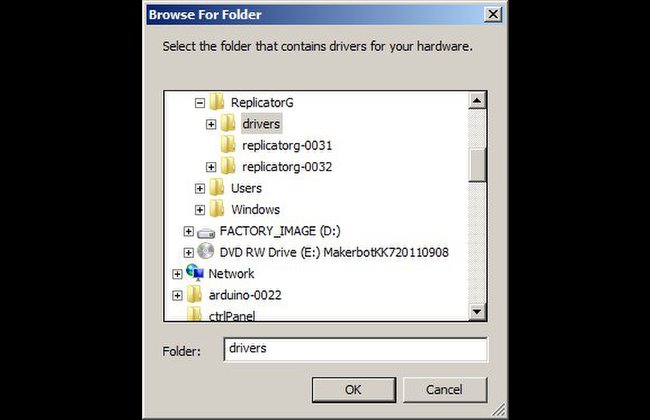 Browse For Folder
Select the folder that contains drivers for your hardware.
ReplicatorG
drivers
replicatorg-0031
replicatorg-0032
Users
Windows
FACTORY_IMAGE (D:)
DVD RW Drive (E:) MakerbotKK720110908
Network
arduino-0022
ctrlPanel
Folder: drivers
OK Cancel